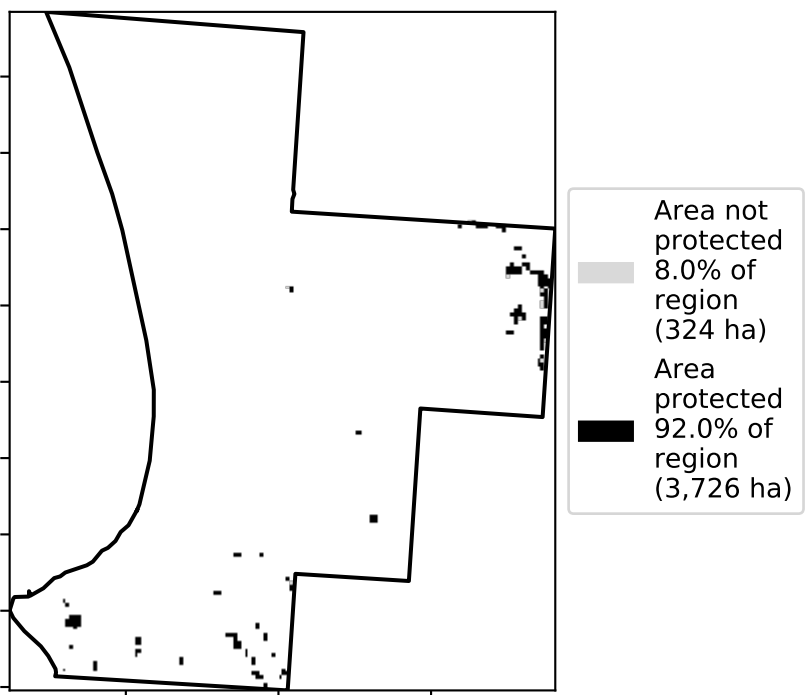 Area not
protected
8.0% of
region
(324 ha)
Area
protected
92.0% of
region
(3,726 ha)